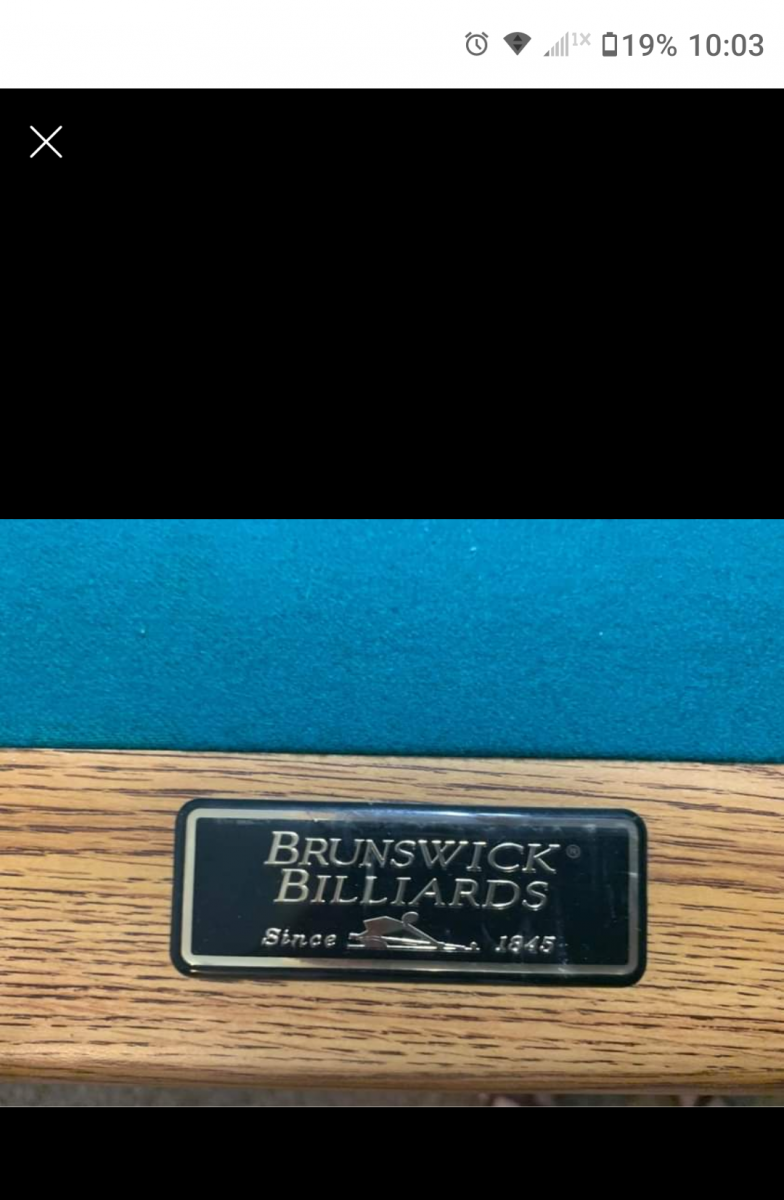 1X 19% 10:03
BRUNSWICK®
BILLIARDS
Since 1845